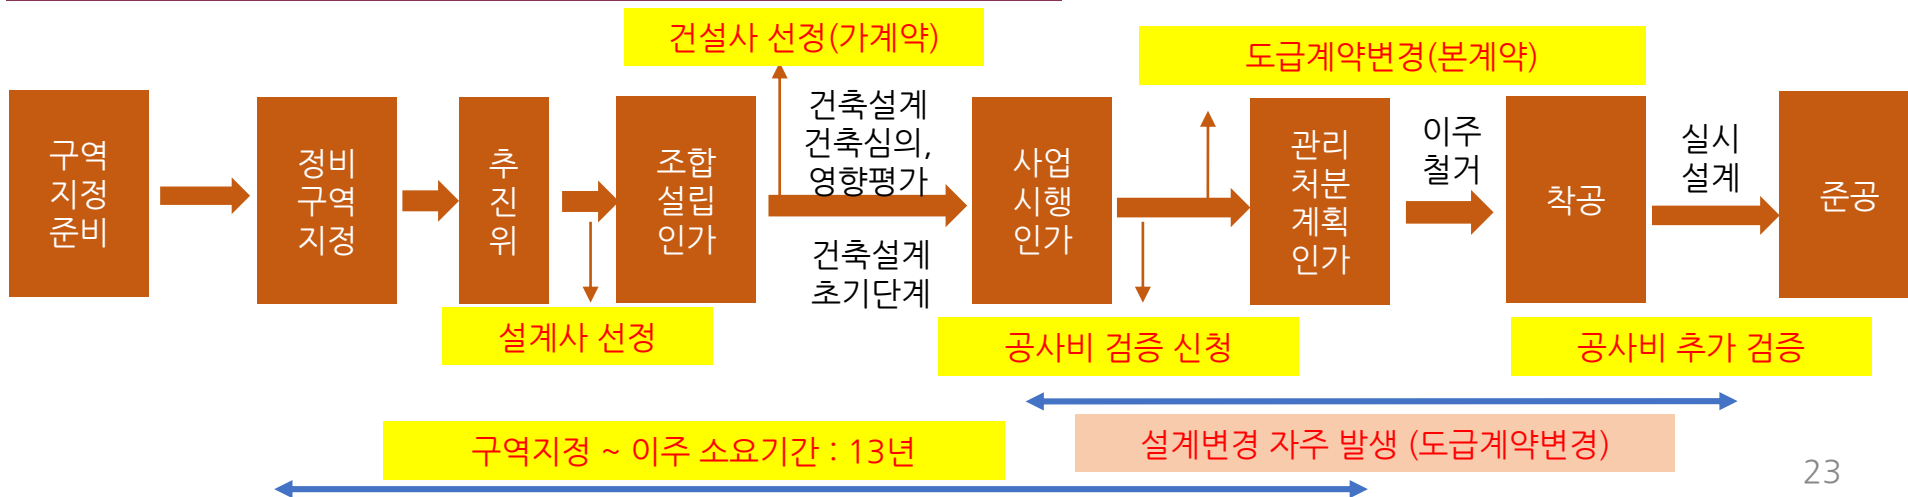 건설사 선정(가계약)
도급계약변경(본계약)
구역
지정
준비
정비
구역
지정
추
진
위
조합
설립
인가
건축설계
건축심의,
영향평가
건축설계
초기단계
사업
시행
인가
관리
처분
계획
인가
이주
철거
착공
실시
설계
준공
설계사 선정
공사비 검증 신청
공사비 추가 검증
구역지정 ~ 이주 소요기간 : 13년
설계변경 자주 발생 (도급계약변경)
23